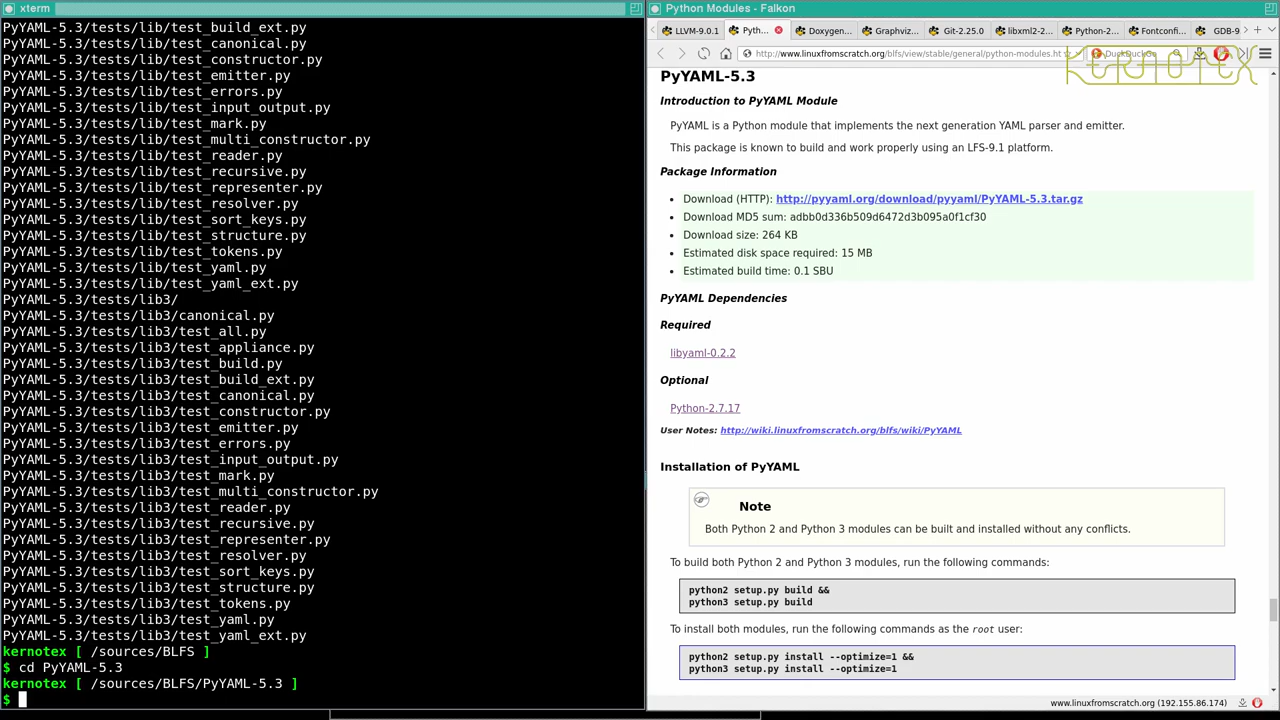 xterm
PyYAML-5.3/tests/lib/test_build_ext.py
PyYAML-5.3/tests/lib/test_canonical.py
PyYAML-5.3/tests/lib/test_constructor.py
PyYAML-5.3/tests/lib/test_emitter.py
PyYAML-5.3/tests/lib/test_errors.py
PyYAML-5.3/tests/lib/test_input_output.py
PyYAML-5.3/tests/lib/test_mark.py
PyYAML-5.3/tests/lib/test_multi_constructor.py
PyYAML-5.3/tests/lib/test_reader.py
PyYAML-5.3/tests/lib/test_recursive.py
PyYAML-5.3/tests/lib/test_representer.py
PyYAML-5.3/tests/lib/test_resolver.py
PyYAML-5.3/tests/lib/test_sort_keys.py
PyYAML-5.3/tests/lib/test_structure.py
PyYAML-5.3/tests/lib/test_tokens.py
PyYAML-5.3/tests/lib/test_yaml.py
PyYAML-5.3/tests/lib/test_yaml_ext.py
PyYAML-5.3/tests/lib3/
PyYAML-5.3/tests/lib3/canonical.py
PyYAML-5.3/tests/lib3/test_all.py
PyYAML-5.3/tests/lib3/test_appliance.py
PyYAML-5.3/tests/lib3/test_build.py
PyYAML-5.3/tests/lib3/test_build_ext.py
PyYAML-5.3/tests/lib3/test_canonical.py
PyYAML-5.3/tests/lib3/test_constructor.py
PyYAML-5.3/tests/lib3/test_emitter.py
PyYAML-5.3/tests/lib3/test_errors.py
PyYAML-5.3/tests/lib3/test_input_output.py
PyYAML-5.3/tests/lib3/test_mark.py
PyYAML-5.3/tests/lib3/test_multi_constructor.py
PyYAML-5.3/tests/lib3/test_reader.py
PyYAML-5.3/tests/lib3/test_recursive.py
PyYAML-5.3/tests/lib3/test_representer.py
PyYAML-5.3/tests/lib3/test_resolver.py
PyYAML-5.3/tests/lib3/test_sort_keys.py
PyYAML-5.3/tests/lib3/test_structure.py
PyYAML-5.3/tests/lib3/test_tokens.py
PyYAML-5.3/tests/lib3/test_yaml.py
PyYAML-5.3/tests/lib3/test_yaml_ext.py
kernotex [ /sources/BLFS ]
$ cd PyYAML-5.3
kernotex [ /sources/BLFS/PyYAML-5.3 ]
$
Python Modules - Falkon
LLVM-9.0.1 Pyth... Doxygen... Graphviz... Git-2.25.0 libxml2-2... Python-2... Fontconfi... GDB-9
http://www.linuxfromscratch.org/blfs/view/stable/general/python-modules.ht DuckDuckGo
KERNOTEX
PyYAML-5.3
Introduction to PyYAML Module
PyYAML is a Python module that implements the next generation YAML parser and emitter.
This package is known to build and work properly using an LFS-9.1 platform.
Package Information
• Download (HTTP): http://pyyaml.org/download/pyyaml/PyYAML-5.3.tar.gz
• Download MD5 sum: adbb0d336b509d6472d3b095a0f1cf30
• Download size: 264 KB
• Estimated disk space required: 15 MB
• Estimated build time: 0.1 SBU
PyYAML Dependencies
Required
libyaml-0.2.2
Optional
Python-2.7.17
User Notes: http://wiki.linuxfromscratch.org/blfs/wiki/PyYAML
Installation of PyYAML
Note
Both Python 2 and Python 3 modules can be built and installed without any conflicts.
To build both Python 2 and Python 3 modules, run the following commands:
python2 setup.py build &&
python3 setup.py build
To install both modules, run the following commands as the root user:
python2 setup.py install --optimize=1 &&
python3 setup.py install --optimize=1
www.linuxfromscratch.org (192.155.86.174)